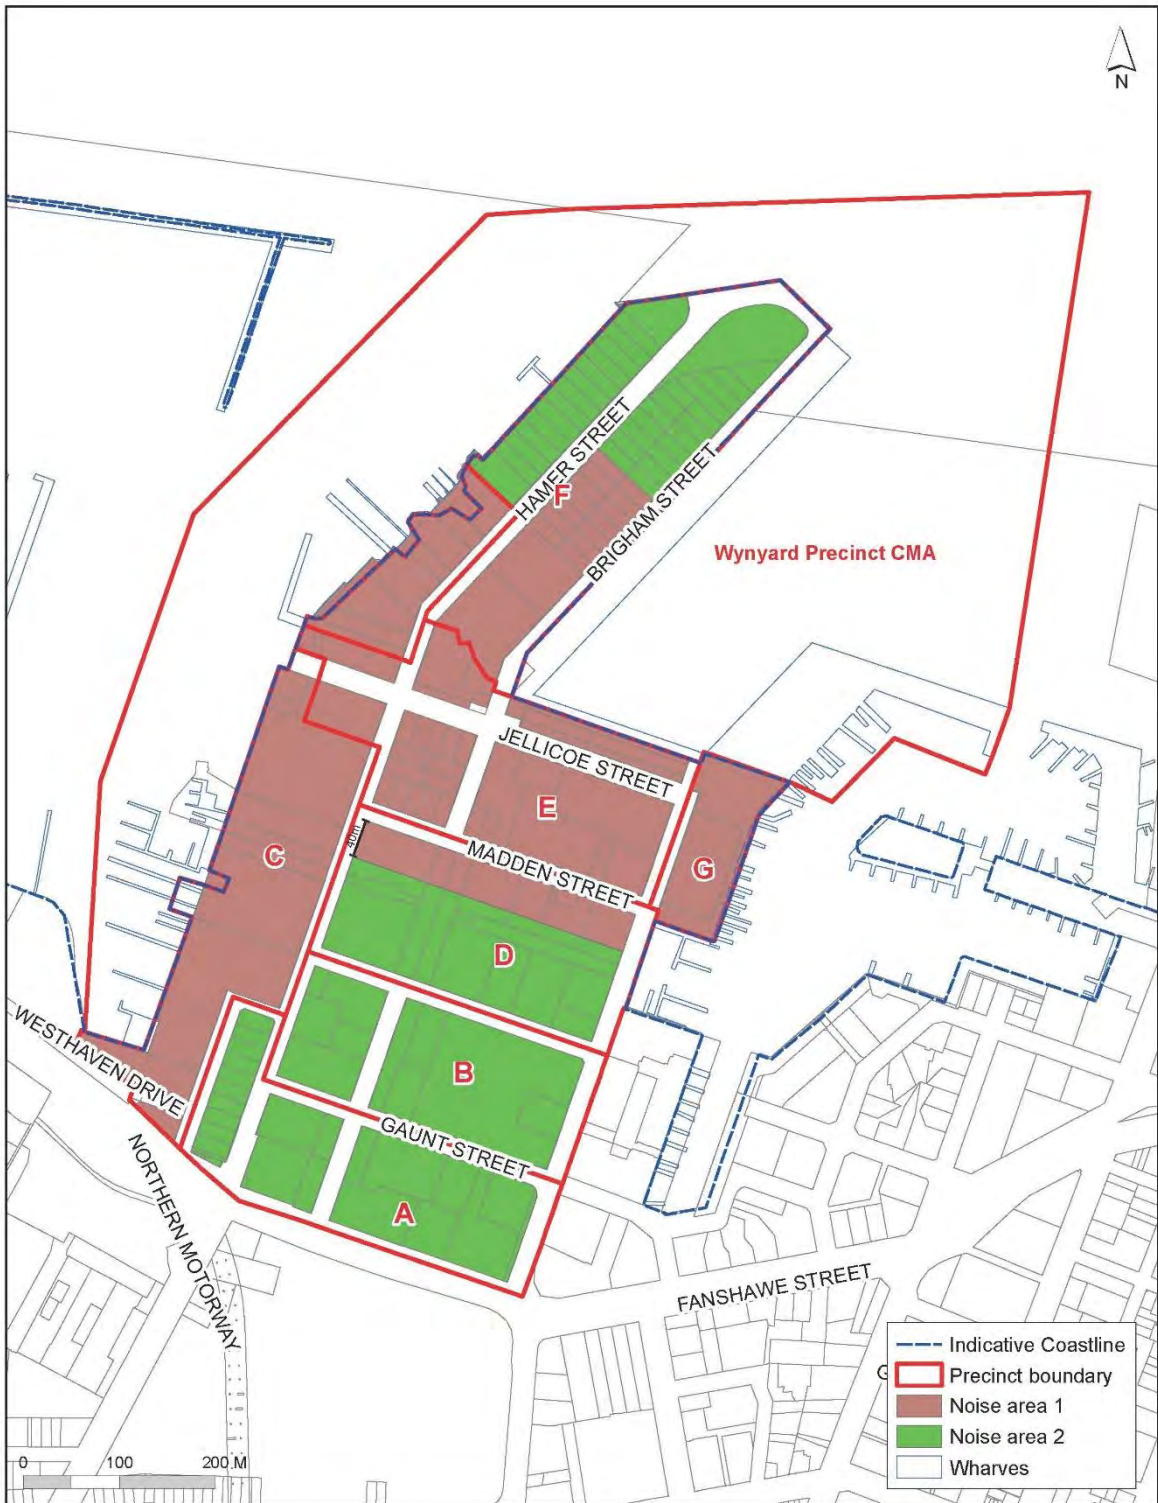 N
HAMER STREET
F
BRIGHAM STREET
Wynyard Precinct CMA
JELLICOE STREET
E
40m
MADDEN STREET
C
G
D
WESTHAVEN DRIVE
B
GAUNT STREET
NORTHERN MOTORWAY
A
FANSHAWE STREET
Indicative Coastline
G
Precinct boundary
Noise area 1
Noise area 2
Wharves
0 100 200 M